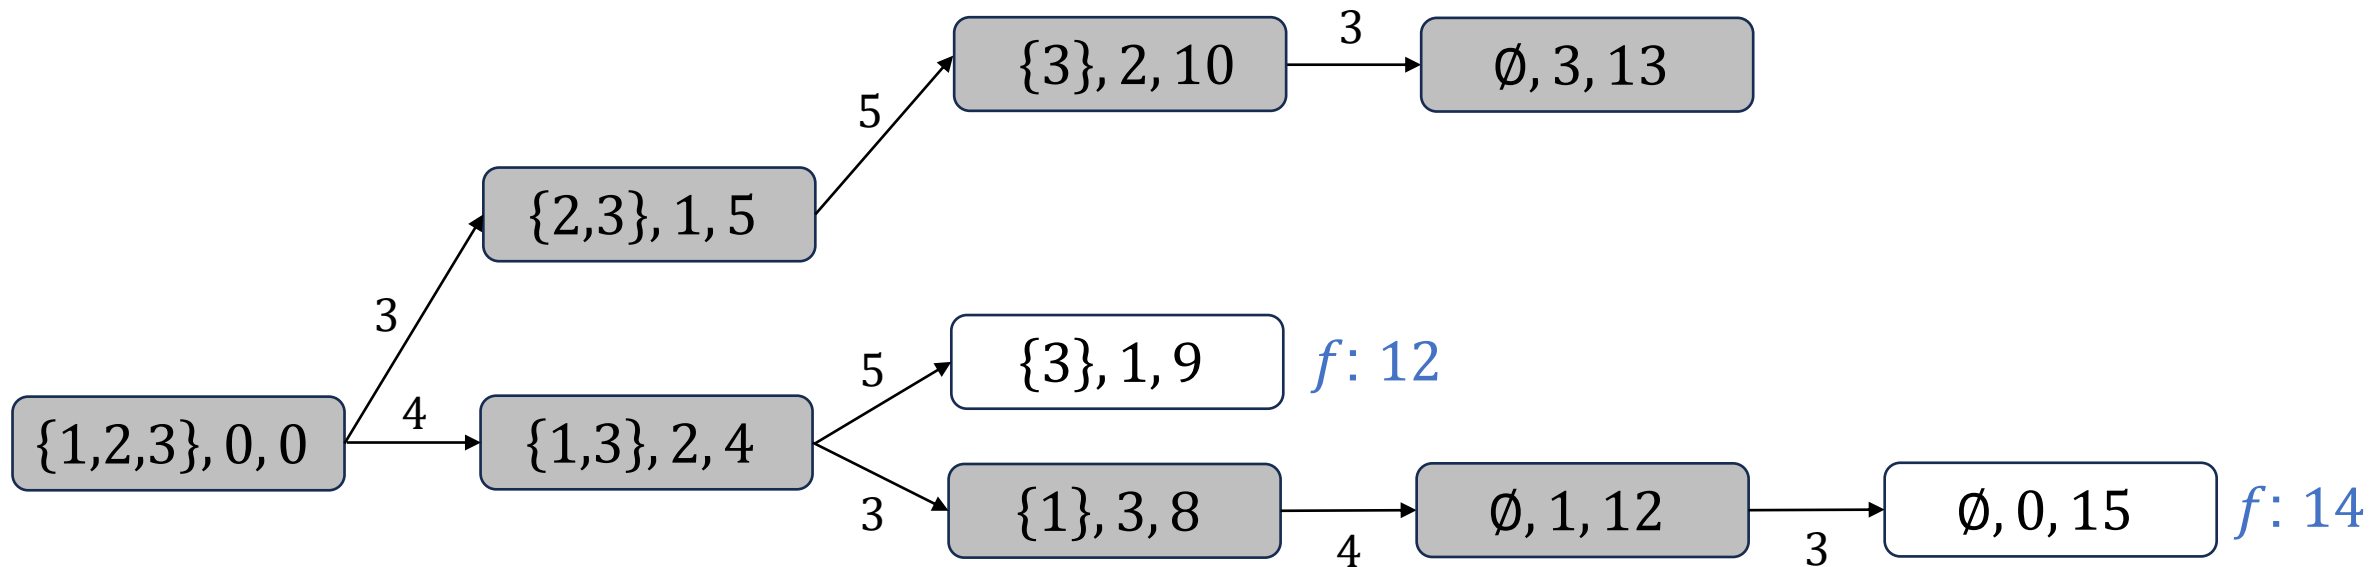 3
{3}, 2, 10
∅, 3, 13
5
{2,3}, 1, 5
3
{3}, 1, 9
f: 12
5
4
{1,2,3}, 0, 0
{1,3}, 2, 4
3
{1}, 3, 8
∅, 1, 12
∅, 0, 15
f: 14
4
3